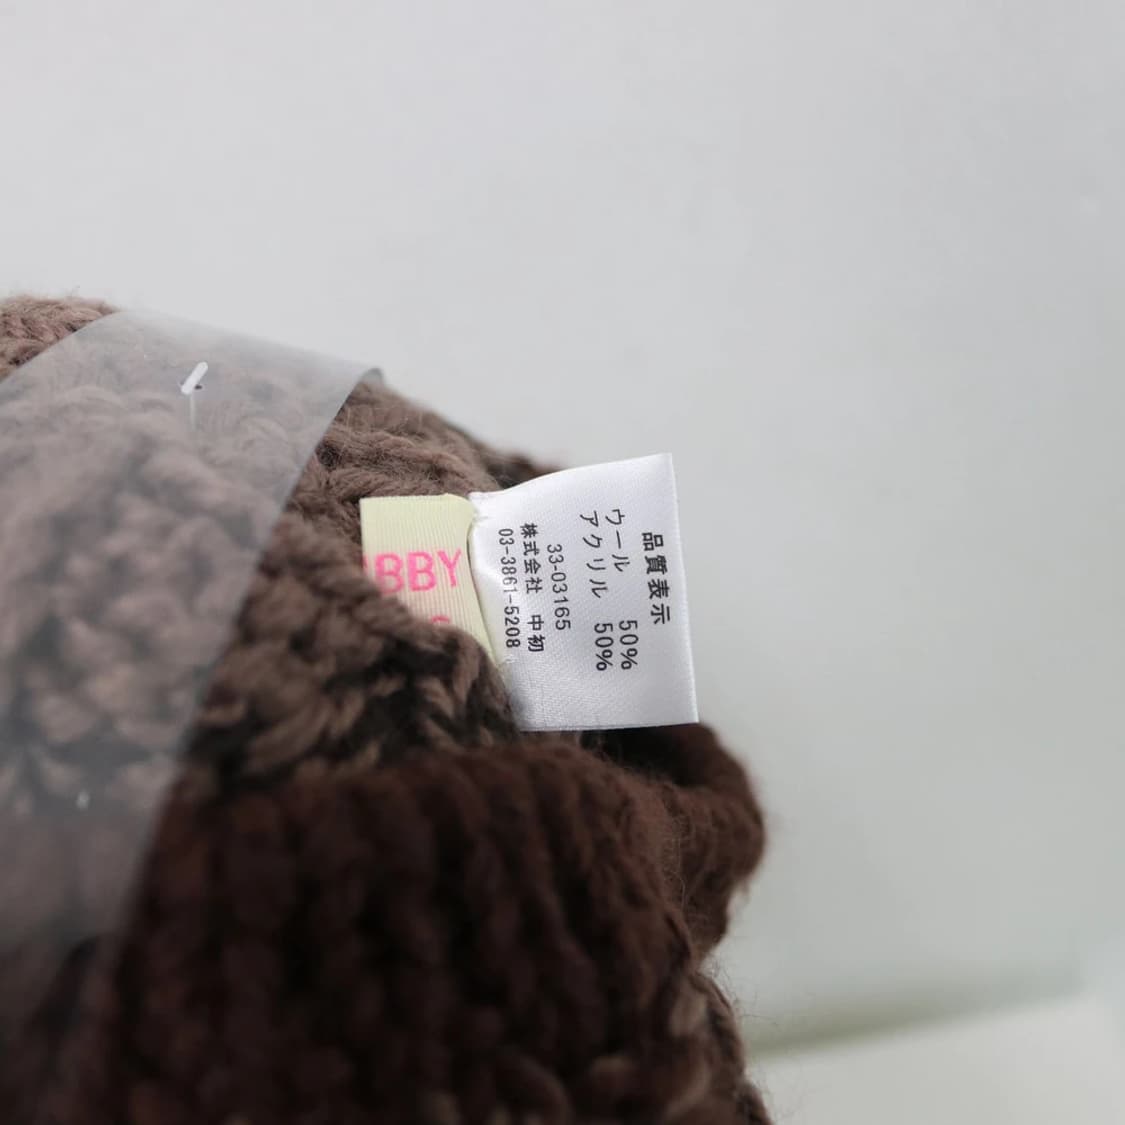 品質表示
ウール 50%
アクリル 50%
33-03165
株式会社 中初
03-3861-5208
BBY